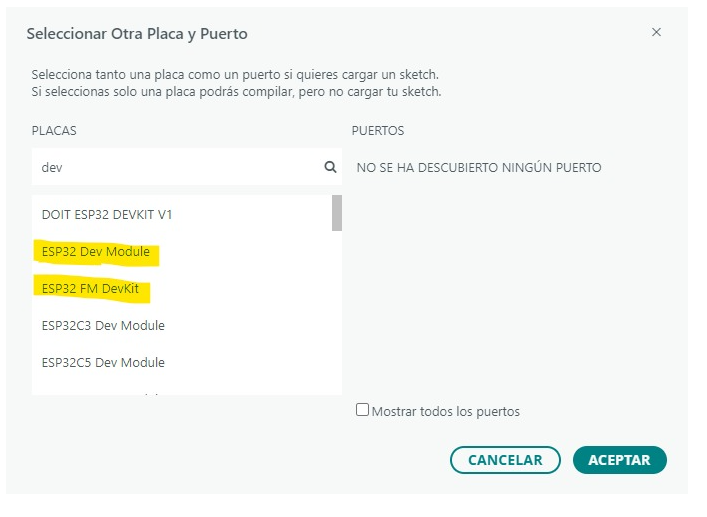 Seleccionar Otra Placa y Puerto
Selecciona tanto una placa como un puerto si quieres cargar un sketch.
Si seleccionas solo una placa podrás compilar, pero no cargar tu sketch.
PLACAS
PUERTOS
dev
NO SE HA DESCUBIERTO NINGÚN PUERTO
DOIT ESP32 DEVKIT V1
ESP32 Dev Module
ESP32 FM DevKit
ESP32C3 Dev Module
ESP32C5 Dev Module
Mostrar todos los puertos
CANCELAR
ACEPTAR